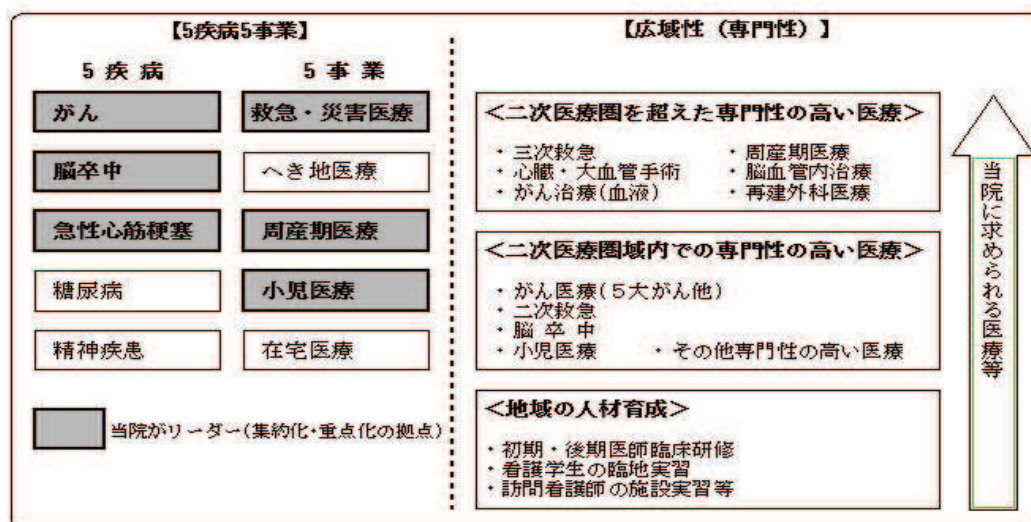 【5疾病5事業】
5 疾 病
5 事 業
がん
救急・災害医療
脳卒中
へき地医療
急性心筋梗塞
周産期医療
糖尿病
小児医療
精神疾患
在宅医療
当院がリーダー(集約化・重点化の拠点)
【広域性（専門性）】
＜二次医療圏を超えた専門性の高い医療＞
・三次救急
・周産期医療
・心臓・大血管手術
・脳血管内治療
・がん治療(血液)
・再建外科医療
＜二次医療圏域内での専門性の高い医療＞
・がん医療(５大がん他)
・二次救急
・脳 卒 中
・小児医療
・その他専門性の高い医療
＜地域の人材育成＞
・初期・後期医師臨床研修
・看護学生の臨地実習
・訪問看護師の施設実習等
当院に求められる医療等